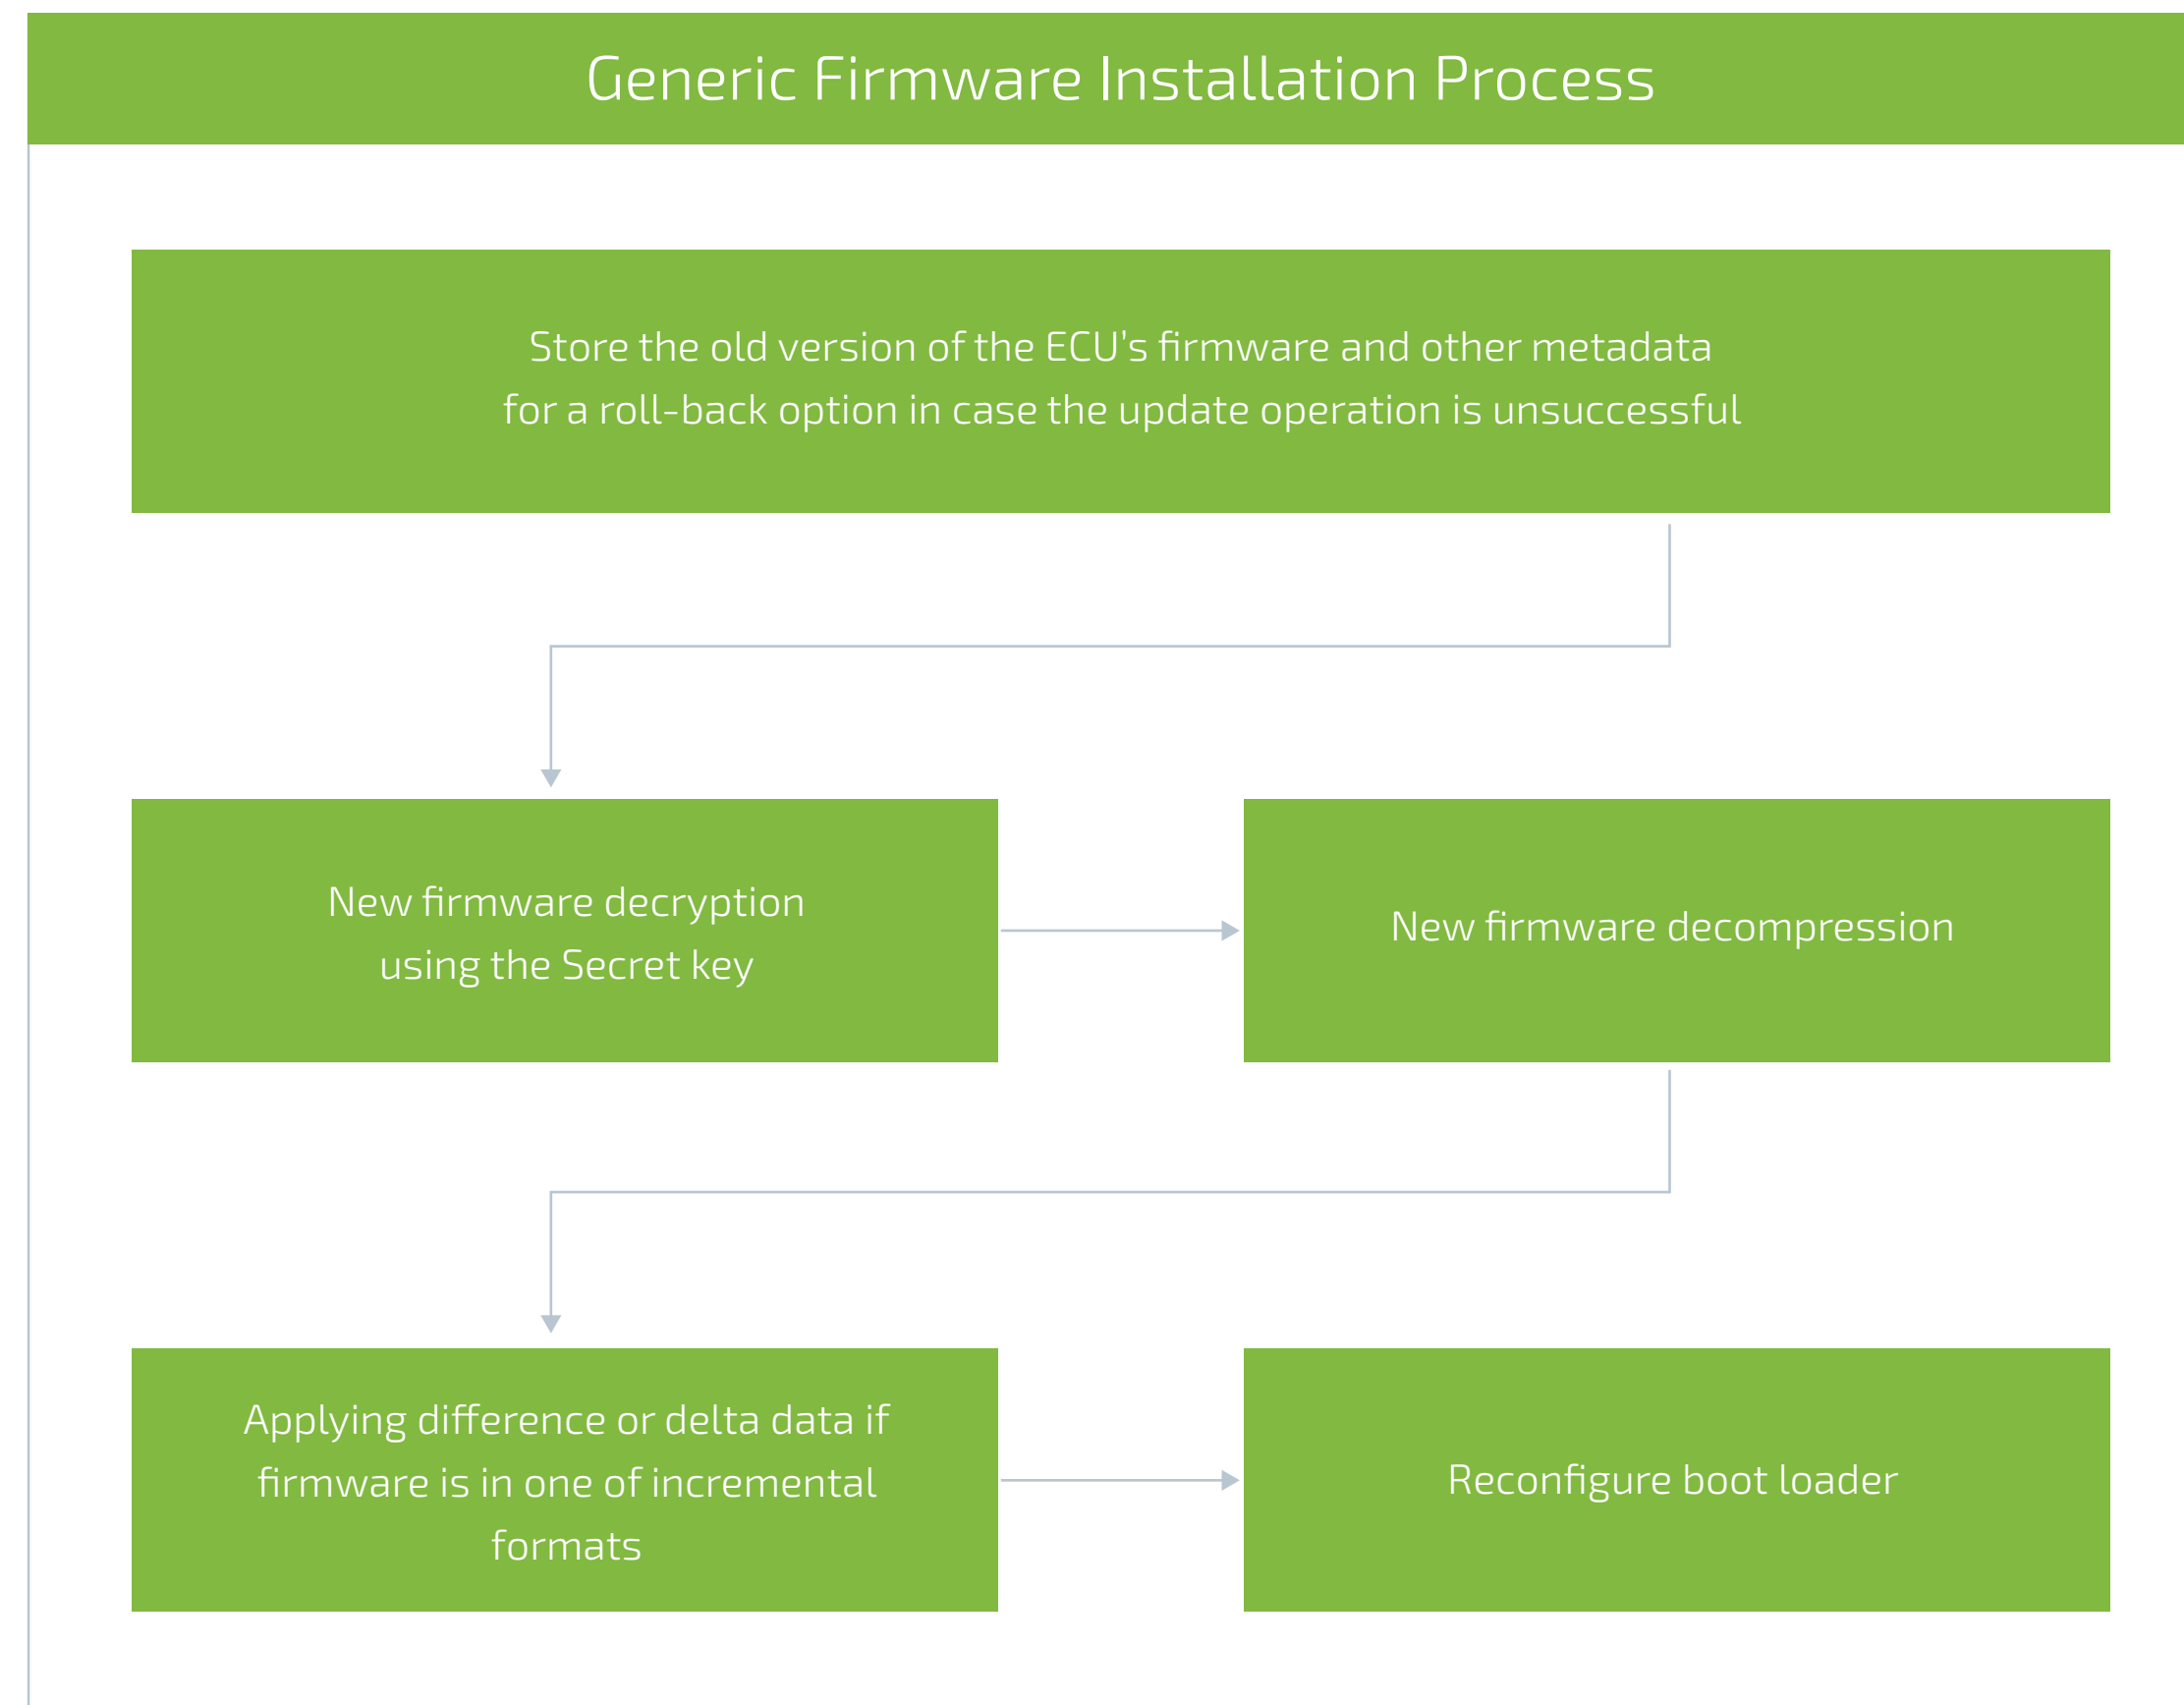 Generic Firmware Installation Process
Store the old version of the ECU's firmware and other metadata
for a roll-back option in case the update operation is unsuccessful
New firmware decryption
using the Secret key
New firmware decompression
Applying difference or delta data if
firmware is in one of incremental
formats
Reconfigure boot loader